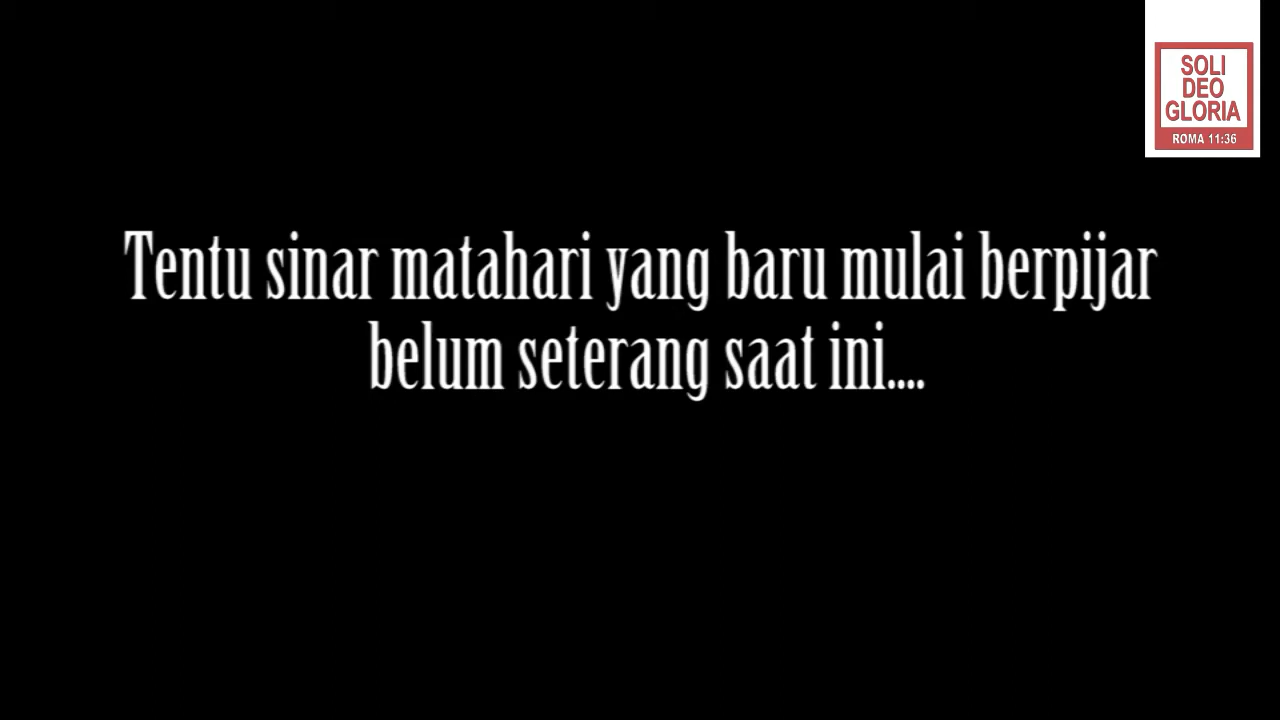 SOLI
DEO
GLORIA
ROMA 11:36
Tentu sinar matahari yang baru mulai berpijar
belum seterang saat ini....